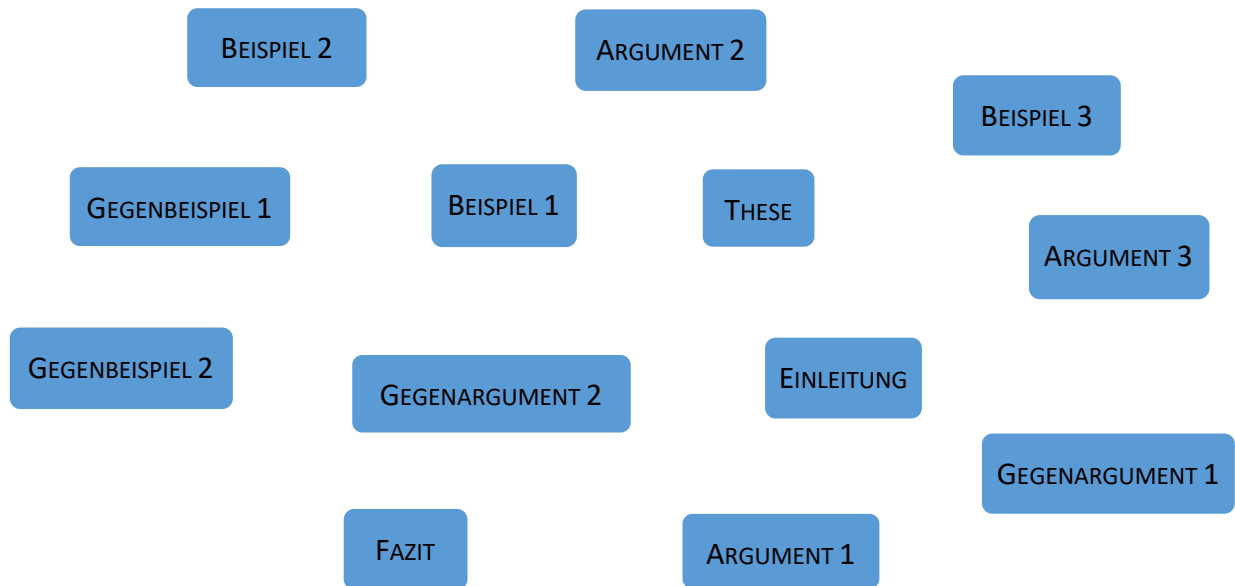 BEISPIEL 2
ARGUMENT 2
BEISPIEL 3
GEGENBEISPIEL 1
BEISPIEL 1
THESE
ARGUMENT 3
GEGENBEISPIEL 2
GEGENARGUMENT 2
EINLEITUNG
GEGENARGUMENT 1
FAZIT
ARGUMENT 1